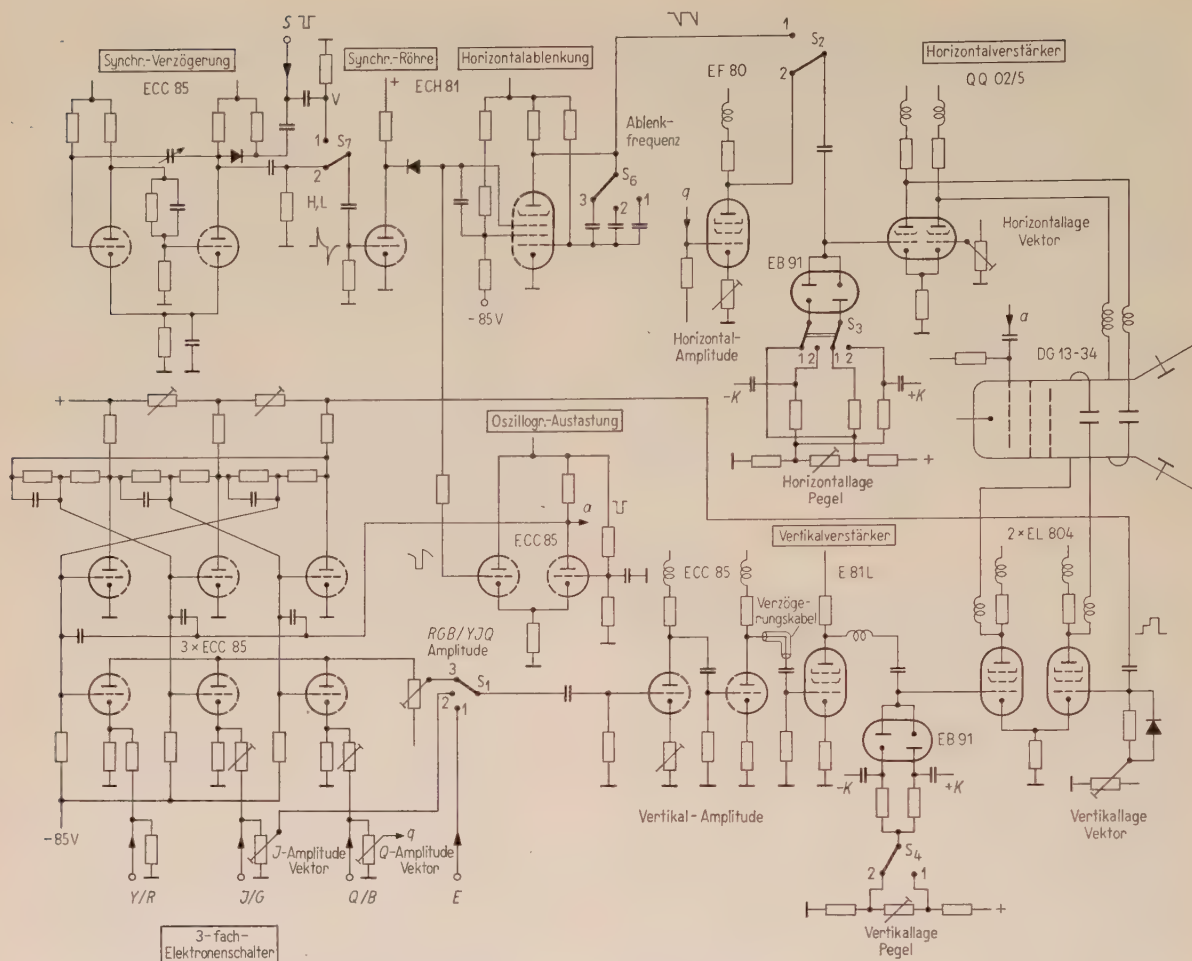 S
Synchr.-Verzögerung
ECC 85
V
1
S7
2
H,L
Synchr.-Röhre
+
ECH 81
Horizontalablenkung
-85V
Ablenk-
frequenz
S6
3
2
1
EF 80
q
Horizontal-
Amplitude
1
S2
2
EB 91
S3
1
2
1
2
-K
+K
+
Horizontallage
Pegel
Horizontalverstärker
QQ 02/5
Horizontallage
Vektor
a
DG 13-34
+
Oszillogr.-Austastung
a
ECC 85
3 × ECC 85
RGB/YJQ
Amplitude
3
S1
2
1
-85V
J-Amplitude
Vektor
q
Q-Amplitude
Vektor
Y/R
J/G
Q/B
E
3-fach-
Elektronenschalter
Vertikalverstärker
ECC 85
Verzöge-
rungskabel
E 81L
Vertikal-Amplitude
2 × EL 804
EB 91
-K
+K
S4
2
1
+
Vertikallage
Pegel
Vertikallage
Vektor